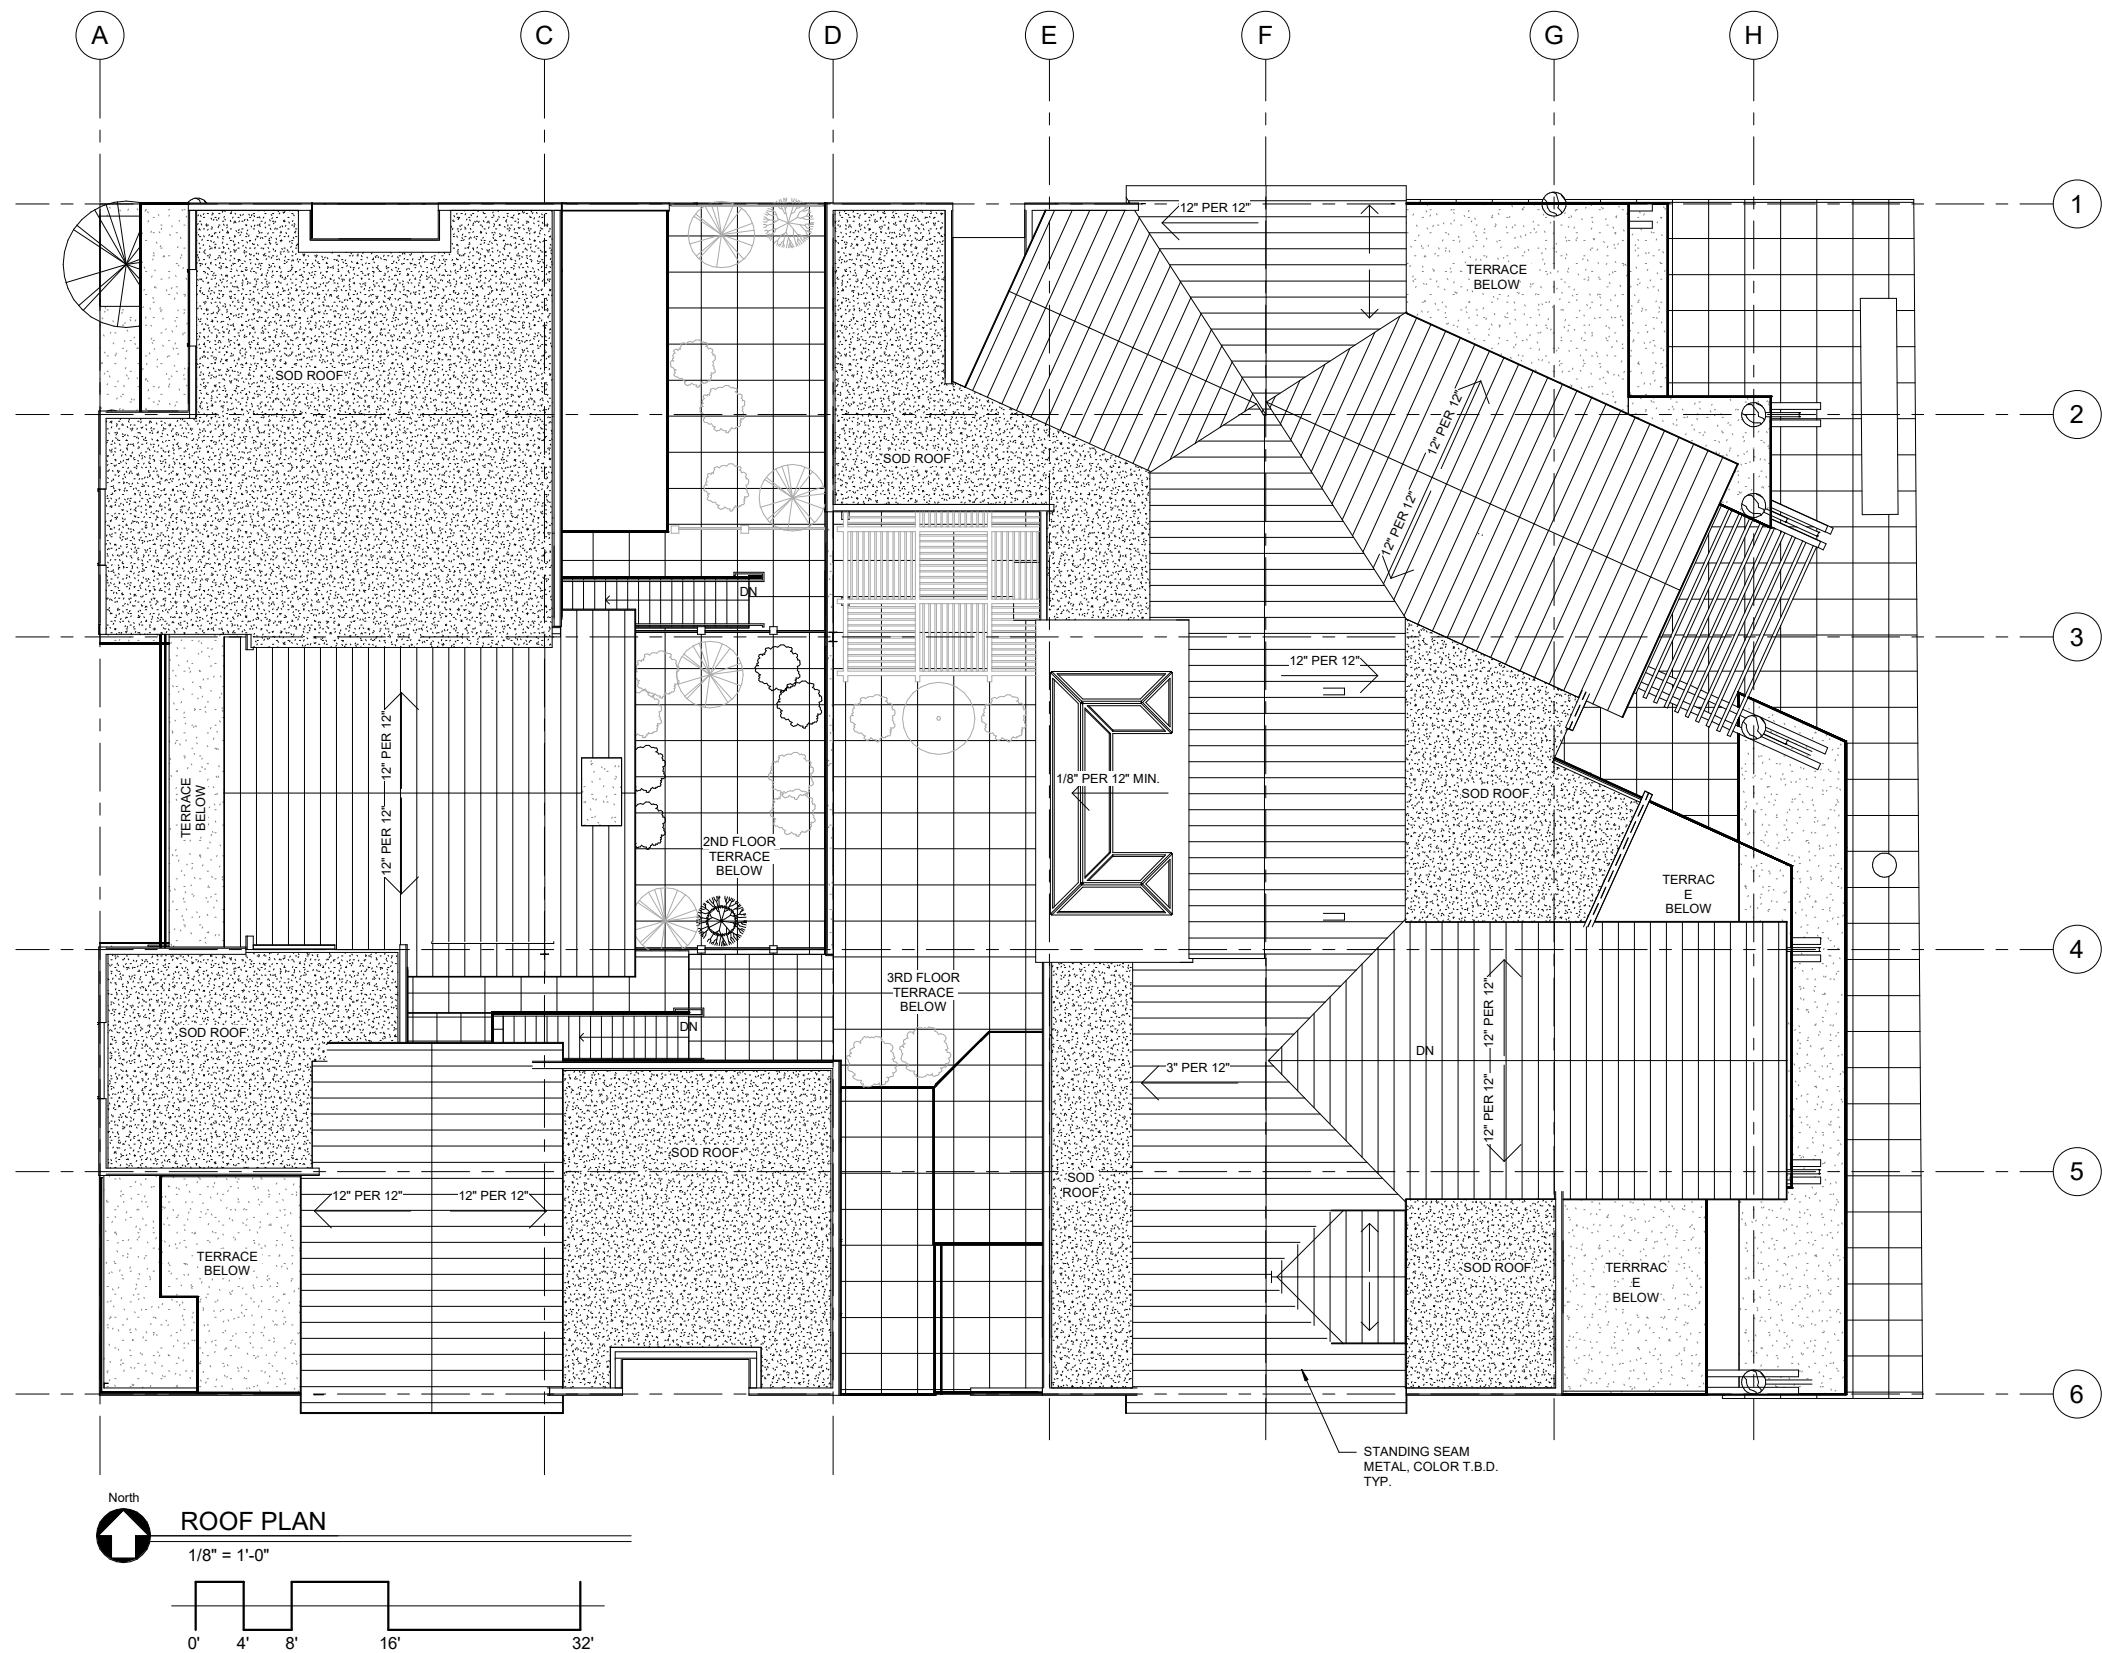 A
C
D
E
F
G
H
1
12" PER 12"
TERRACE
BELOW
SOD ROOF
2
12" PER 12"
SOD ROOF
12" PER 12"
3
12" PER 12"
12" PER 12"
1/8" PER 12" MIN.
TERRACE
BELOW
SOD ROOF
12" PER 12"
2ND FLOOR
TERRACE
BELOW
TERRAC
E
BELOW
DN
4
3RD FLOOR
TERRACE
BELOW
12" PER 12"
SOD ROOF
DN
DN
3" PER 12"
12" PER 12"
SOD ROOF
5
SOD
ROOF
12" PER 12"
12" PER 12"
TERRACE
BELOW
SOD ROOF
TERRRAC
E
BELOW
6
STANDING SEAM
METAL, COLOR T.B.D.
TYP.
North
ROOF PLAN
1/8" = 1'-0"
0'
4'
8'
16'
32'